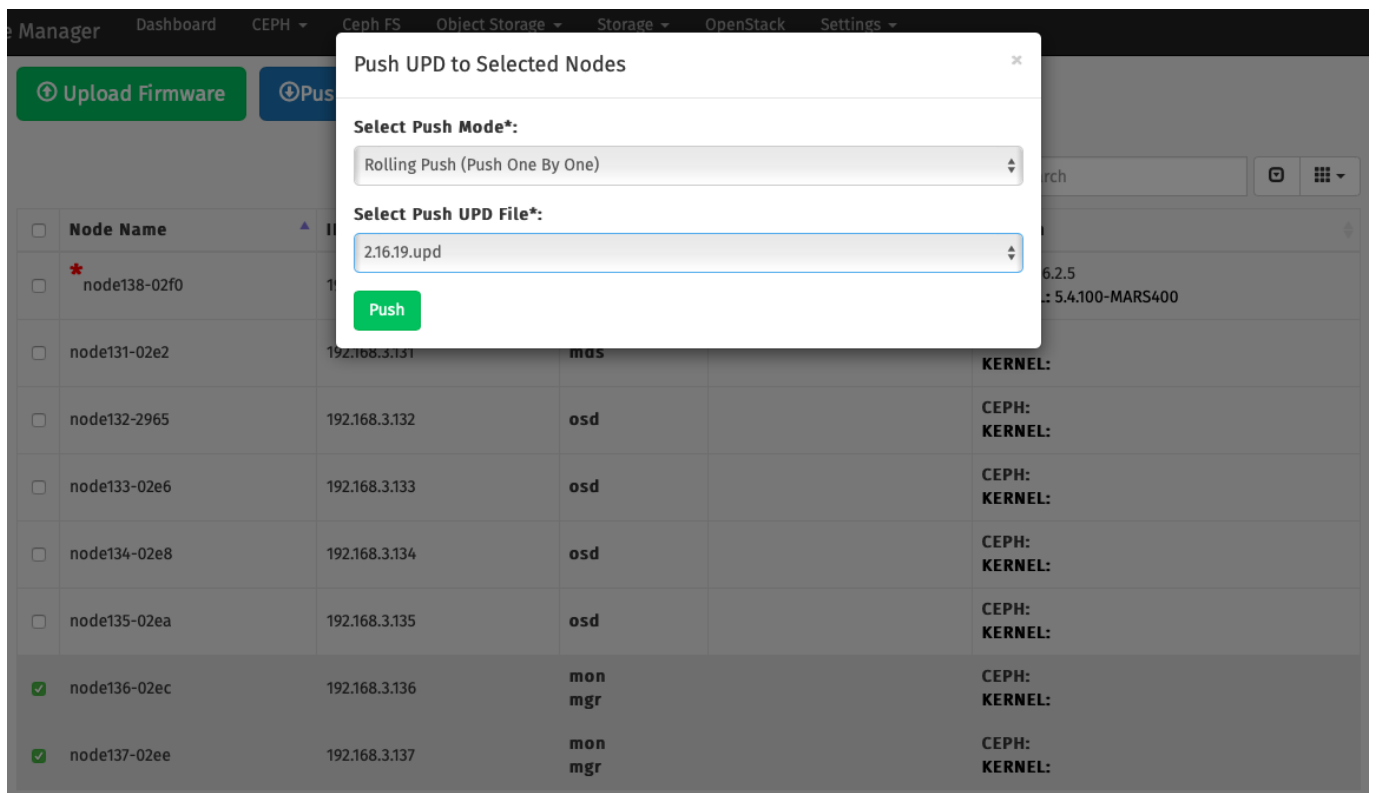 e Manager Dashboard CEPH Ceph FS Object Storage Storage OpenStack Settings
Push UPD to Selected Nodes ×
Upload Firmware
Select Push Mode*:
Rolling Push (Push One By One)
Select Push UPD File*:
2.16.19.upd
Push
Node Name
node138-02f0 6.2.5
5.4.100-MARS400
node131-02e2 192.168.3.131 mds
KERNEL:
node132-2965 192.168.3.132 osd CEPH:
KERNEL:
node133-02e6 192.168.3.133 osd CEPH:
KERNEL:
node134-02e8 192.168.3.134 osd CEPH:
KERNEL:
node135-02ea 192.168.3.135 osd CEPH:
KERNEL:
node136-02ec 192.168.3.136 mon CEPH:
mgr KERNEL:
node137-02ee 192.168.3.137 mon CEPH:
mgr KERNEL: